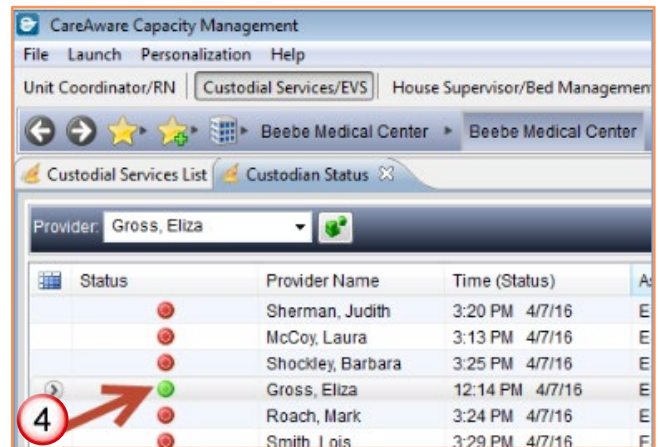 CareAware Capacity Management
File Launch Personalization Help
Unit Coordinator/RN Custodial Services/EVS House Supervisor/Bed Managemen
Beebe Medical Center Beebe Medical Center
Custodial Services List Custodian Status
Provider: Gross, Eliza
Status Provider Name Time (Status) A
Sherman, Judith 3:20 PM 4/7/16 E
McCoy, Laura 3:13 PM 4/7/16 E
Shockley, Barbara 3:25 PM 4/7/16 E
Gross, Eliza 12:14 PM 4/7/16 E
4 Roach, Mark 3:24 PM 4/7/16 E
Smith, Lois 3:29 PM 4/7/16 E